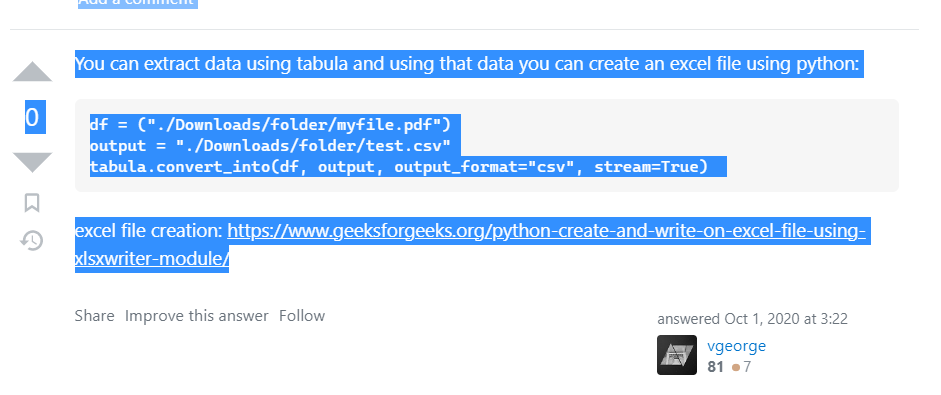 Add a comment
You can extract data using tabula and using that data you can create an excel file using python:
0
df = ("./Downloads/folder/myfile.pdf")
output = "./Downloads/folder/test.csv"
tabula.convert_into(df, output, output_format="csv", stream=True)
excel file creation: https://www.geeksforgeeks.org/python-create-and-write-on-excel-file-using-
xlsxwriter-module/
Share Improve this answer Follow
answered Oct 1, 2020 at 3:22
vgeorge
81 7